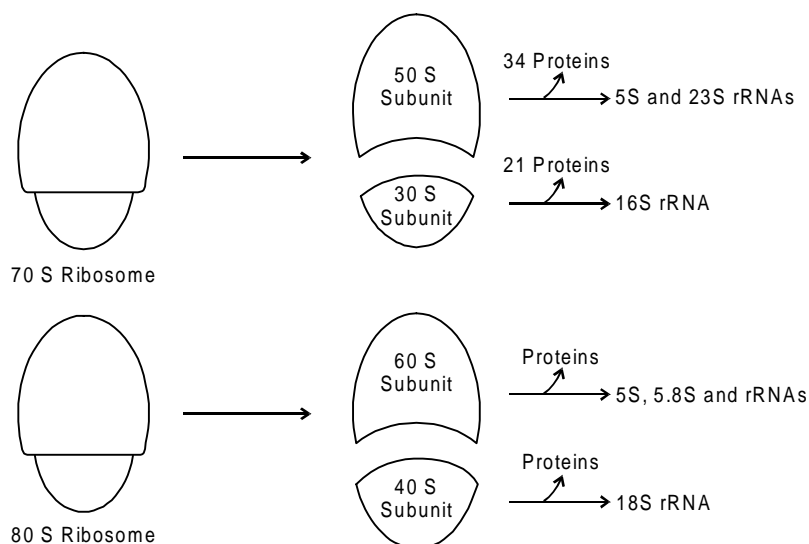 34 Proteins
50 S
Subunit
5S and 23S rRNAs
21 Proteins
30 S
Subunit
16S rRNA
70 S Ribosome
Proteins
60 S
Subunit
5S, 5.8S and rRNAs
Proteins
40 S
Subunit
18S rRNA
80 S Ribosome